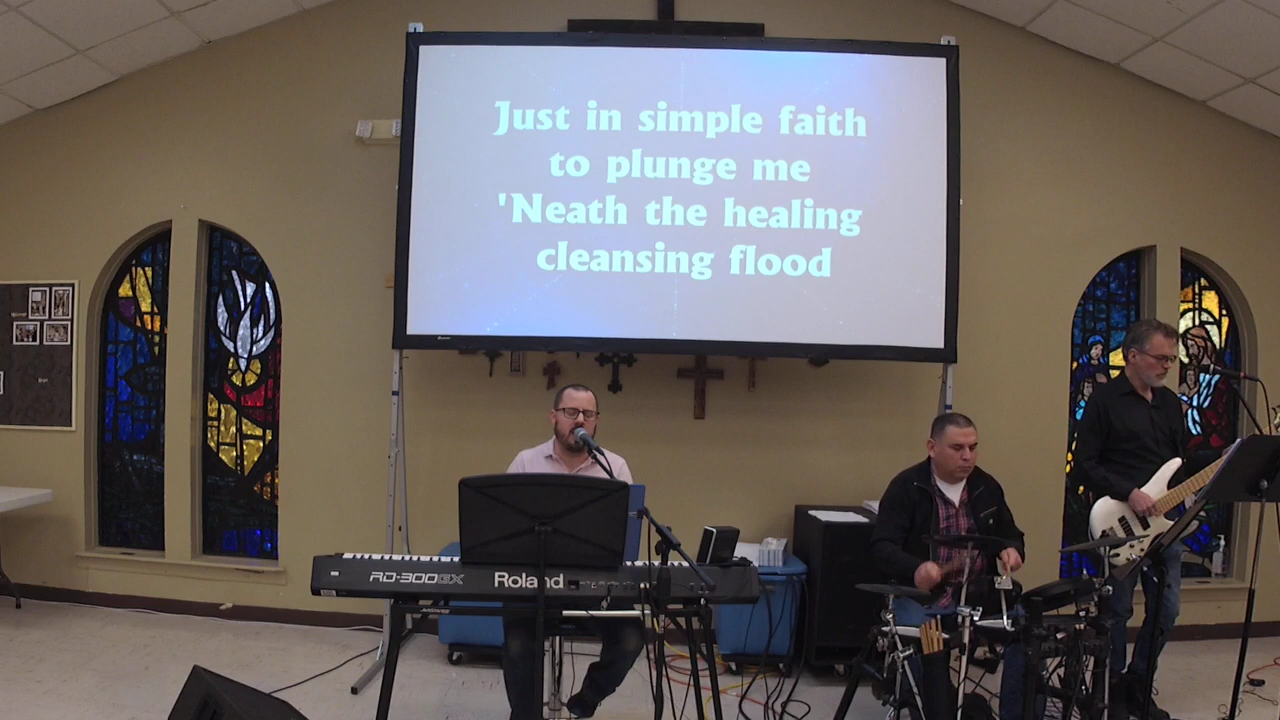 Just in simple faith
to plunge me
'Neath the healing
cleansing flood
RD-300GX
Roland